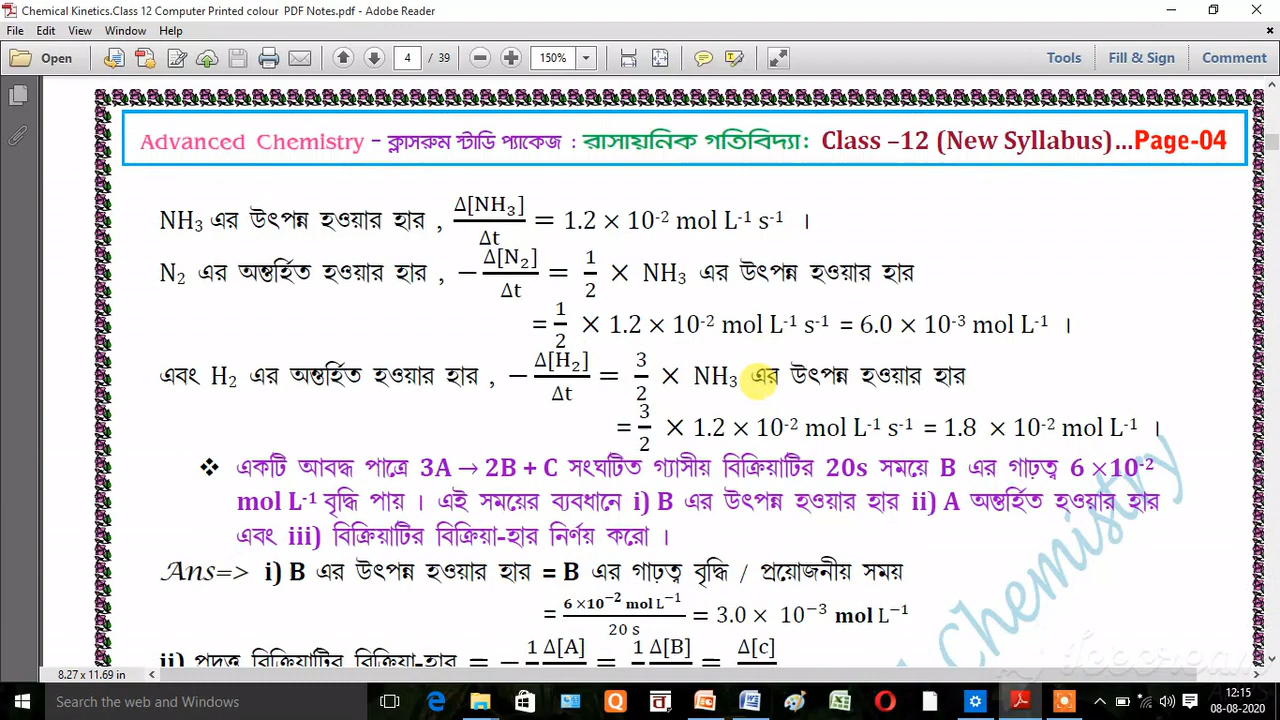 Chemical Kinetics.Class 12 Computer Printed colour PDF Notes.pdf - Adobe Reader
File Edit View Window Help
Open 4 / 39 150% Tools Fill & Sign Comment
Advanced Chemistry – ক্লাসরুম স্টাডি প্যাকেজ : রাসায়নিক গতিবিদ্যা: Class –12 (New Syllabus)...Page-04
NH₃ এর উৎপন্ন হওয়ার হার , Δ[NH₃]/Δt = 1.2 × 10⁻² mol L⁻¹ s⁻¹ ।
N₂ এর অন্তর্হিত হওয়ার হার , −Δ[N₂]/Δt = 1/2 × NH₃ এর উৎপন্ন হওয়ার হার
= 1/2 × 1.2 × 10⁻² mol L⁻¹ s⁻¹ = 6.0 × 10⁻³ mol L⁻¹ ।
এবং H₂ এর অন্তর্হিত হওয়ার হার , −Δ[H₂]/Δt = 3/2 × NH₃ এর উৎপন্ন হওয়ার হার
= 3/2 × 1.2 × 10⁻² mol L⁻¹ s⁻¹ = 1.8 × 10⁻² mol L⁻¹ ।
❖ একটি আবদ্ধ পাত্রে 3A → 2B + C সংঘটিত গ্যাসীয় বিক্রিয়াটির 20s সময়ে B এর গাঢ়ত্ব 6 ×10⁻²
mol L⁻¹ বৃদ্ধি পায় । এই সময়ের ব্যবধানে i) B এর উৎপন্ন হওয়ার হার ii) A অন্তর্হিত হওয়ার হার
এবং iii) বিক্রিয়াটির বিক্রিয়া-হার নির্ণয় করো ।
Ans=> i) B এর উৎপন্ন হওয়ার হার = B এর গাঢ়ত্ব বৃদ্ধি / প্রয়োজনীয় সময়
= 6 ×10⁻² mol L⁻¹/20 s = 3.0 × 10⁻³ mol L⁻¹
ii) প্রদত্ত বিক্রিয়াটির বিক্রিয়া-হার = − 1/3 Δ[A] = 1/2 Δ[B] = Δ[c]
Chemistry
8.27 x 11.69 in
Search the web and Windows
12:15
08-08-2020